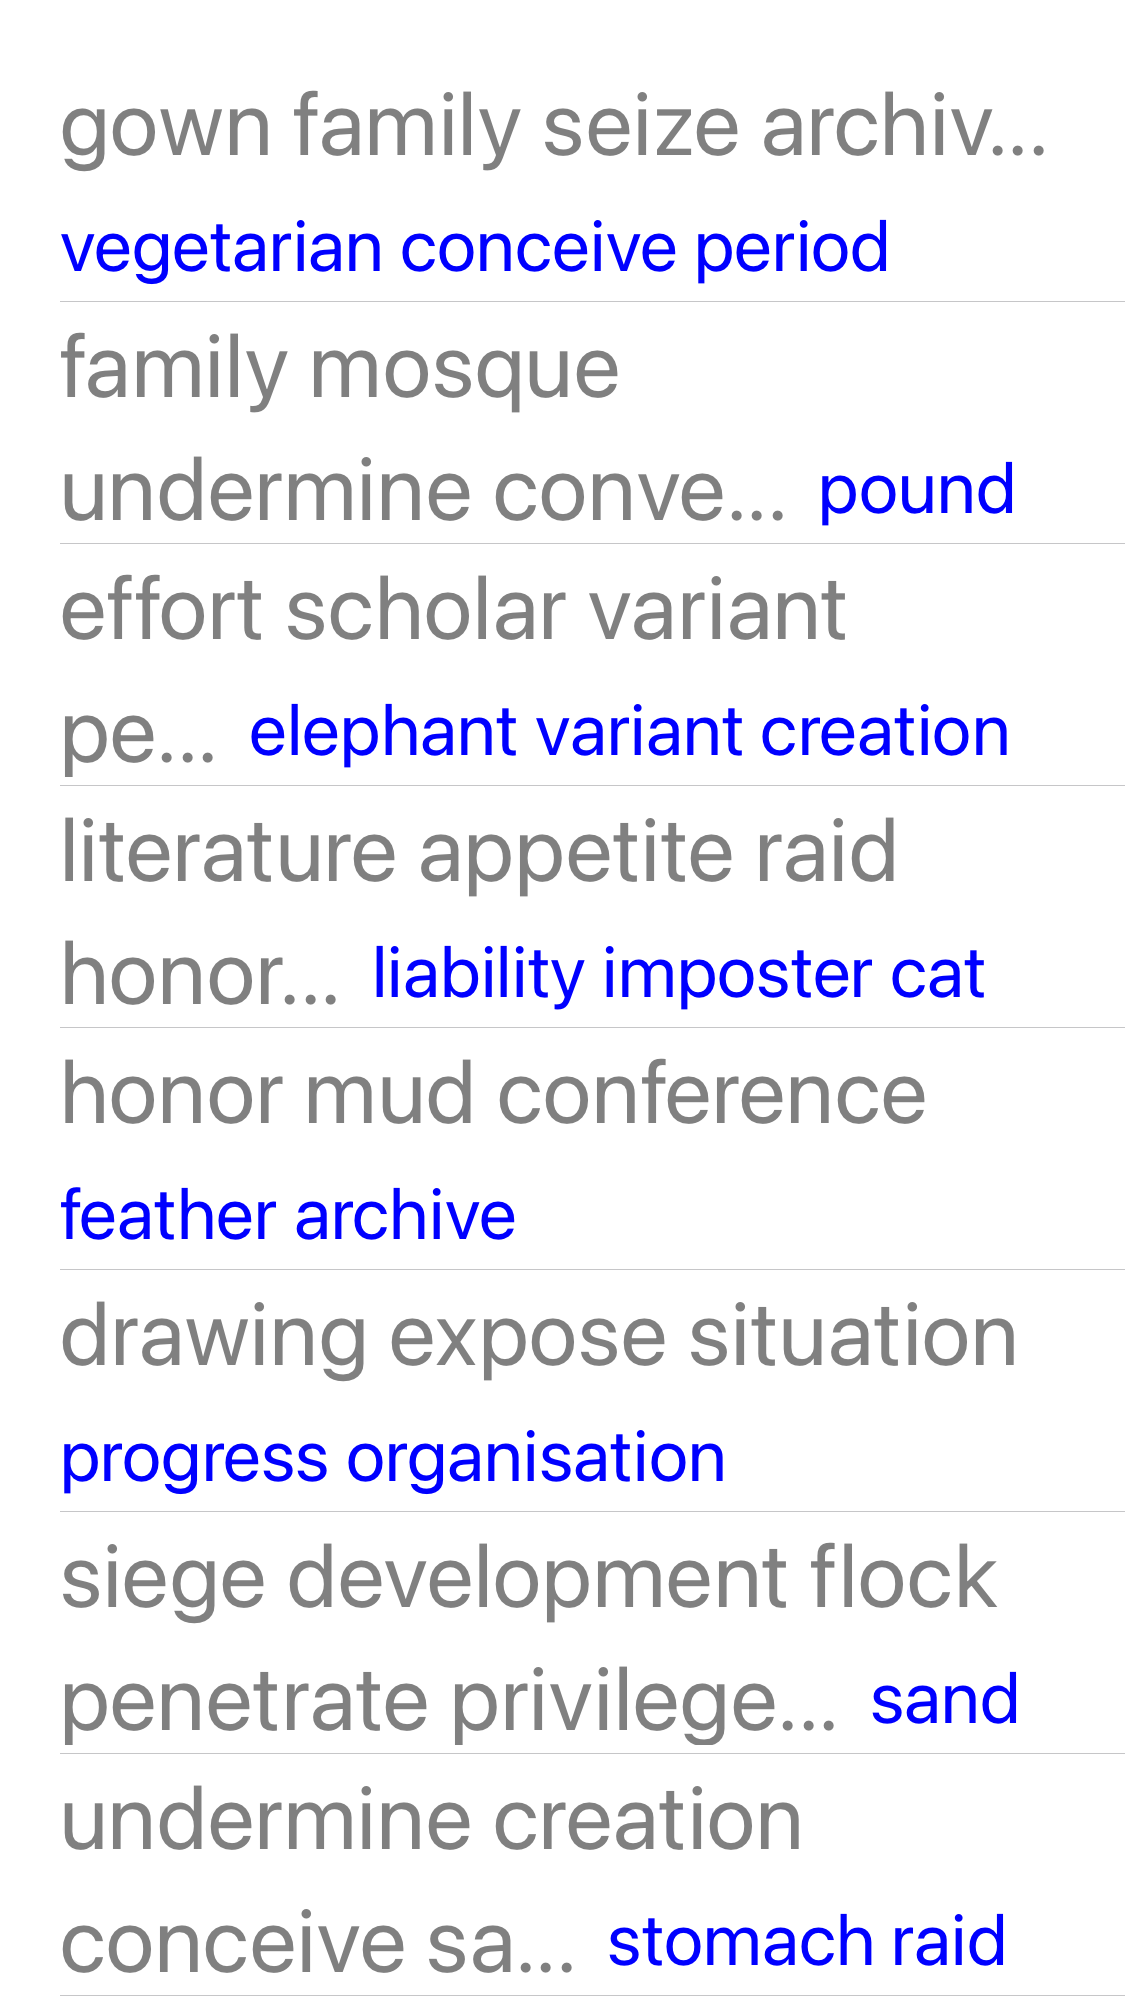 gown family seize archiv...
vegetarian conceive period
family mosque
undermine conve... pound
effort scholar variant
pe... elephant variant creation
literature appetite raid
honor... liability imposter cat
honor mud conference
feather archive
drawing expose situation
progress organisation
siege development flock
penetrate privilege... sand
undermine creation
conceive sa... stomach raid